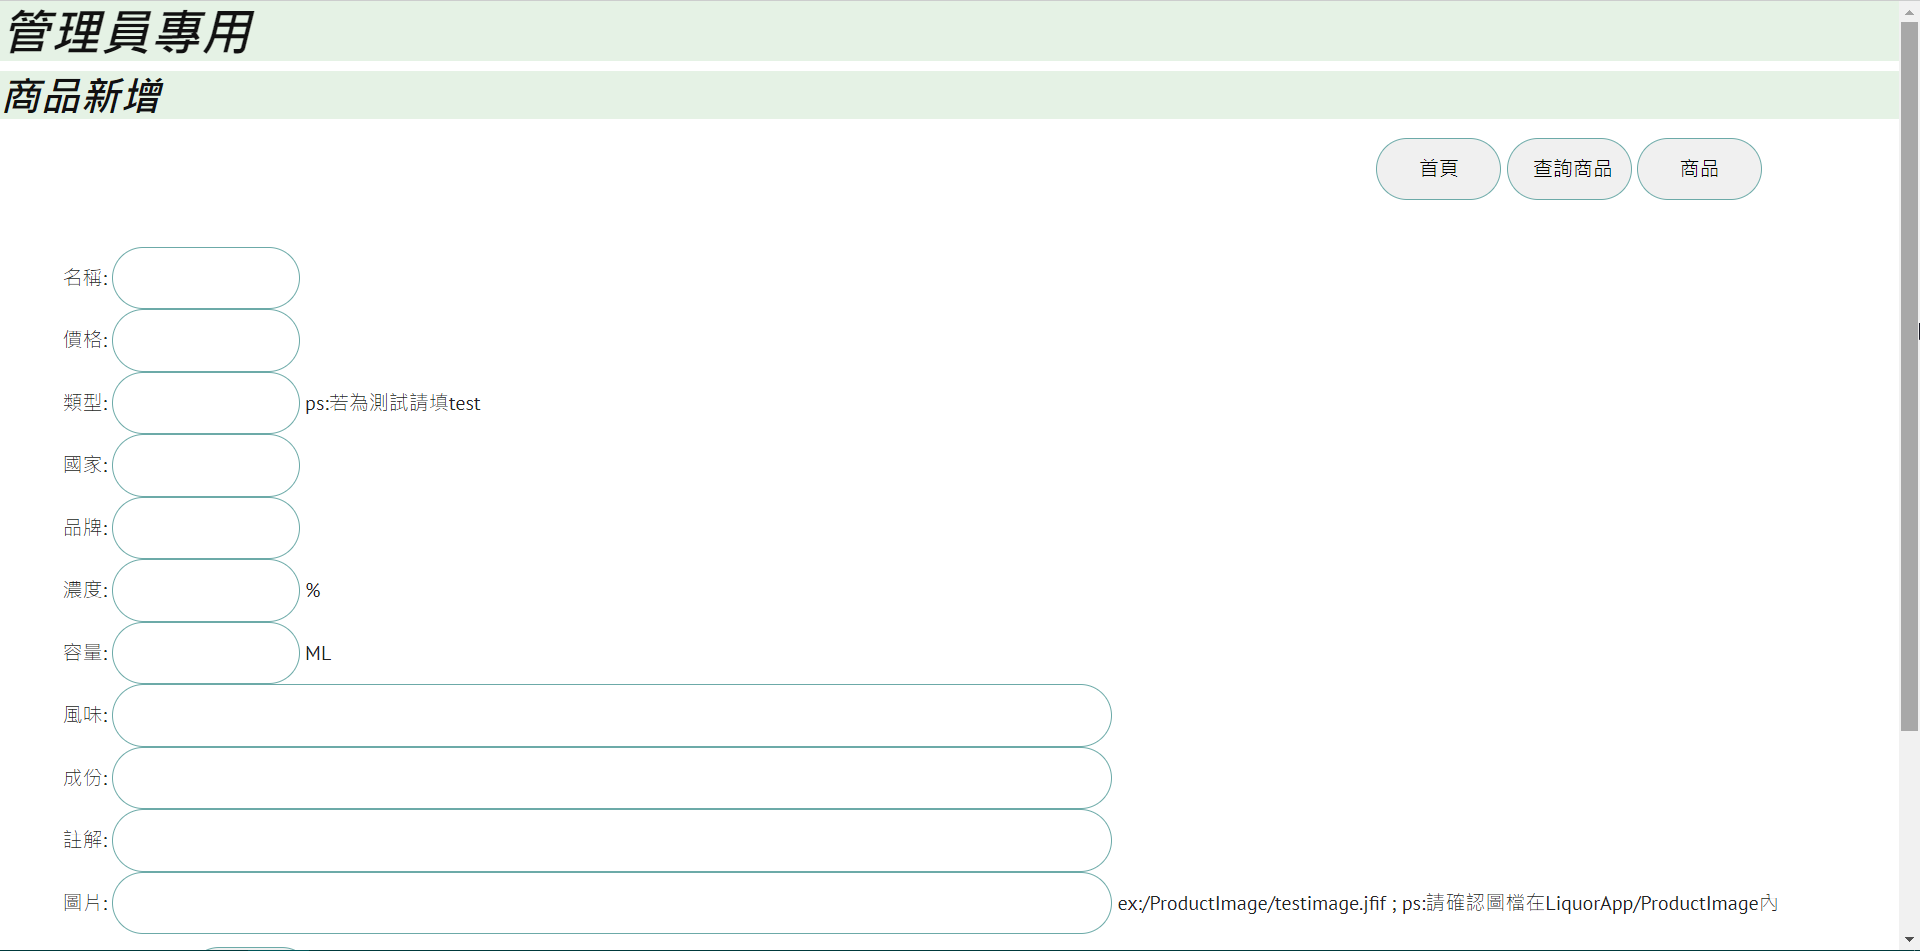 管理員專用
商品新增
首頁 查詢商品 商品
名稱:
價格:
類型: ps:若為測試請填test
國家:
品牌:
濃度: %
容量: ML
風味:
成份:
註解:
圖片: ex:/ProductImage/testimage.jfif ; ps:請確認圖檔在LiquorApp/ProductImage內